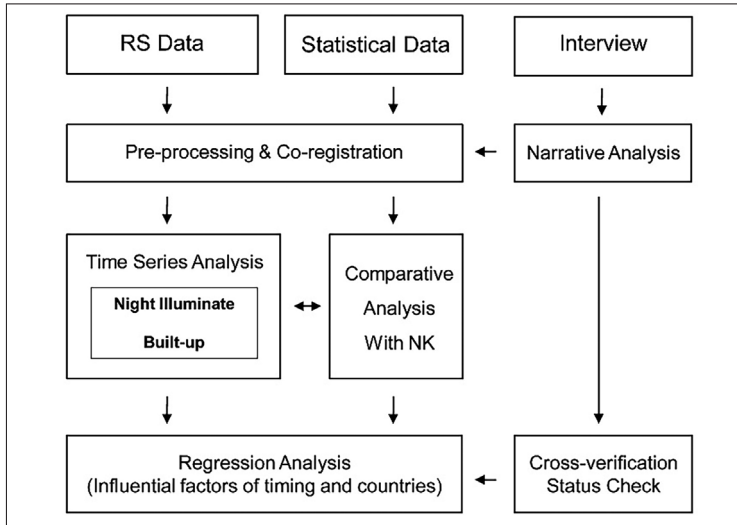 RS Data
Statistical Data
Interview
Pre-processing & Co-registration
Narrative Analysis
Time Series Analysis
Night Illuminate
Built-up
Comparative
Analysis
With NK
Regression Analysis
(Influential factors of timing and countries)
Cross-verification
Status Check